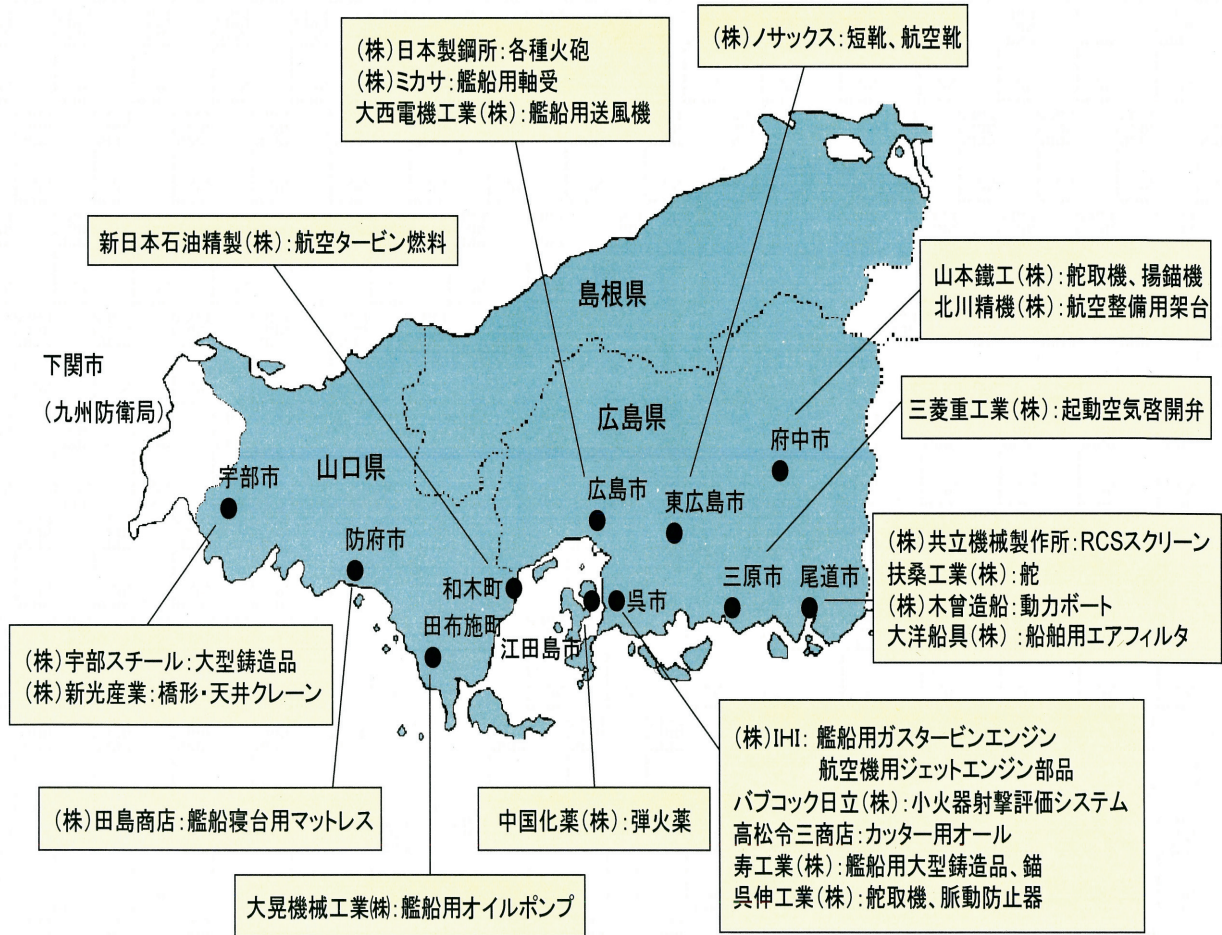 (株)日本製鋼所:各種火砲
(株)ミカサ:艦船用軸受
大西電機工業(株):艦船用送風機
(株)ノサックス:短靴、航空靴
新日本石油精製(株):航空タービン燃料
山本鐵工(株):舵取機、揚錨機
北川精機(株):航空整備用架台
島根県
下関市
(九州防衛局)
三菱重工業(株):起動空気啓開弁
広島県
山口県
府中市
宇部市
広島市
東広島市
防府市
(株)共立機械製作所:RCSスクリーン
扶桑工業(株):舵
(株)木曾造船:動力ボート
大洋船具(株):船舶用エアフィルタ
和木町
三原市
尾道市
呉市
田布施町
江田島市
(株)宇部スチール:大型鋳造品
(株)新光産業:橋形・天井クレーン
(株)IHI: 艦船用ガスタービンエンジン
航空機用ジェットエンジン部品
バブコック日立(株):小火器射撃評価システム
高松令三商店:カッター用オール
寿工業(株):艦船用大型鋳造品、錨
呉伸工業(株):舵取機、脈動防止器
(株)田島商店:艦船寝台用マットレス
中国化薬(株):弾火薬
大晃機械工業㈱:艦船用オイルポンプ